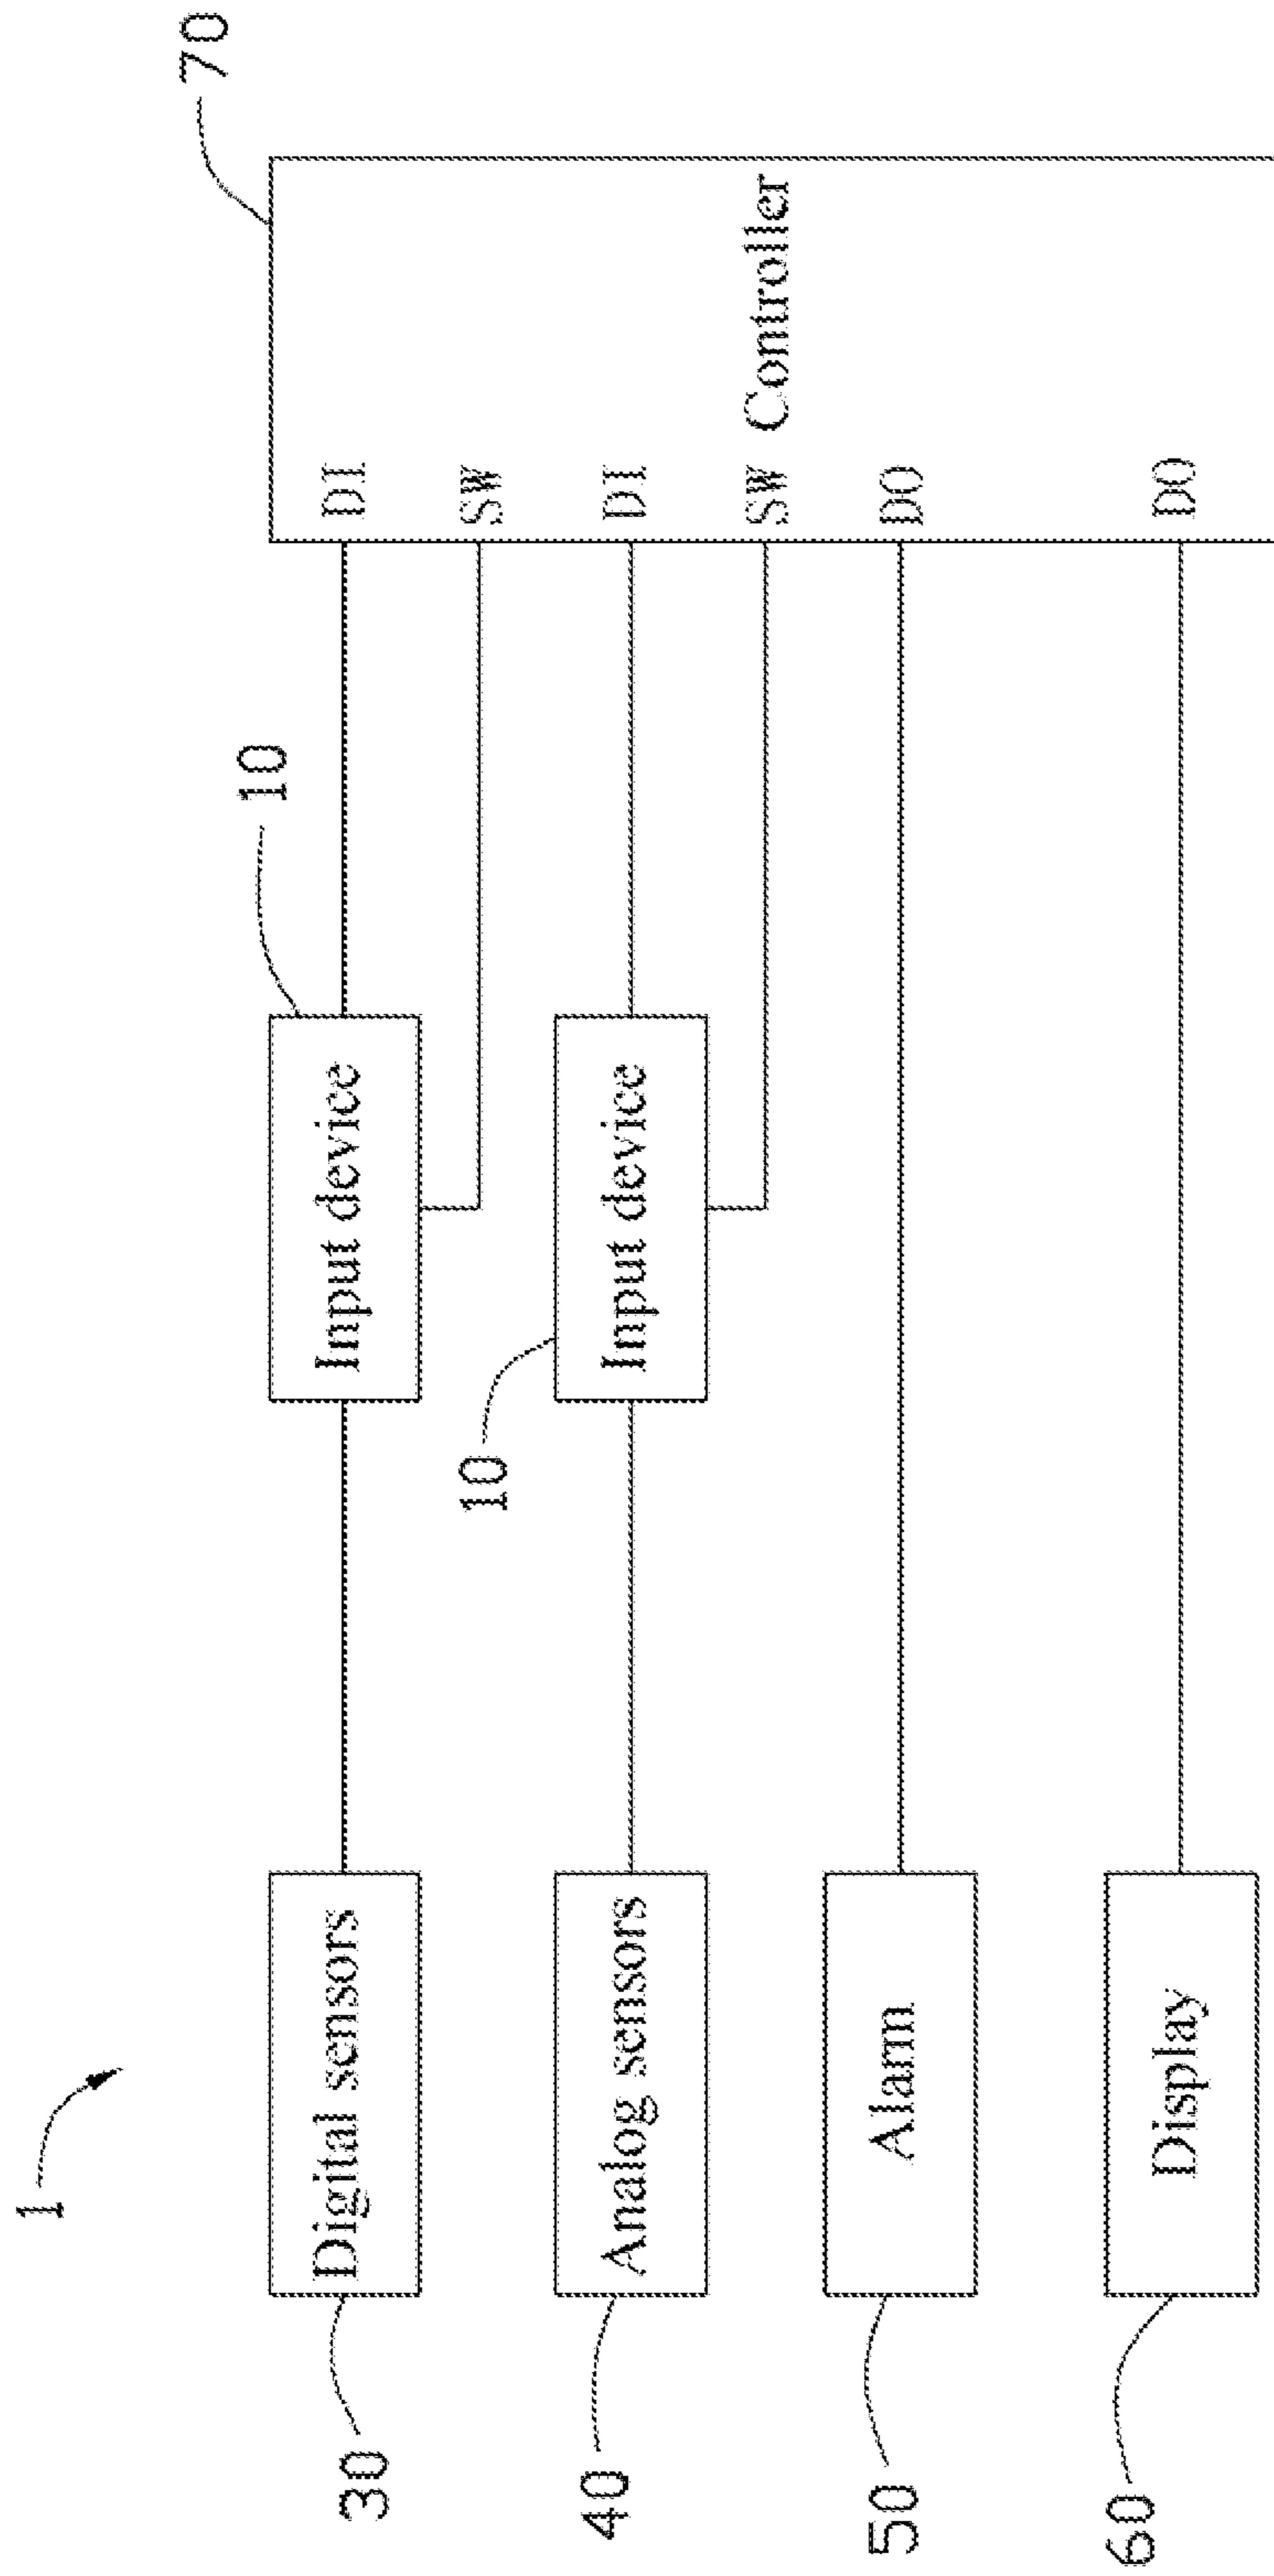 1
70
30
Digital sensors
10
Input device
DI
SW
40
Analog sensors
10
Input device
DI
SW
Controller
50
Alarm
DO
60
Display
DO